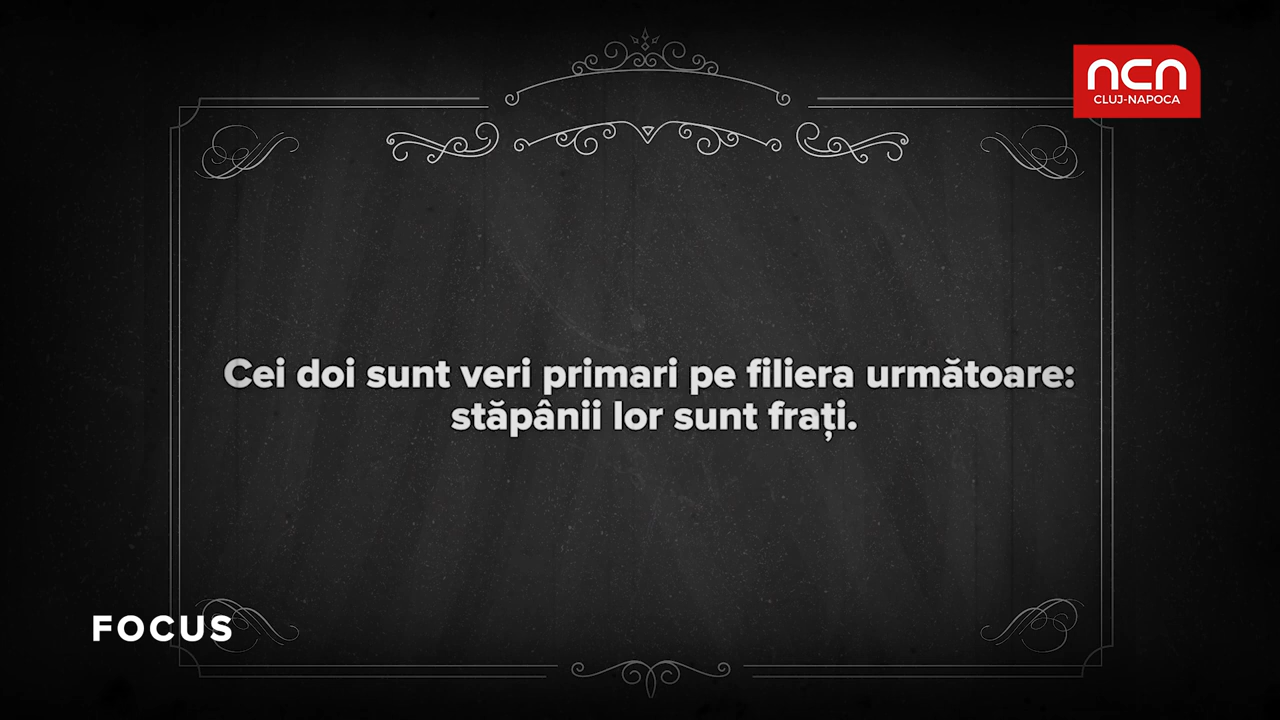 ncn
CLUJ-NAPOCA
Cei doi sunt veri primari pe filiera următoare:
stăpânii lor sunt frați.
FOCUS